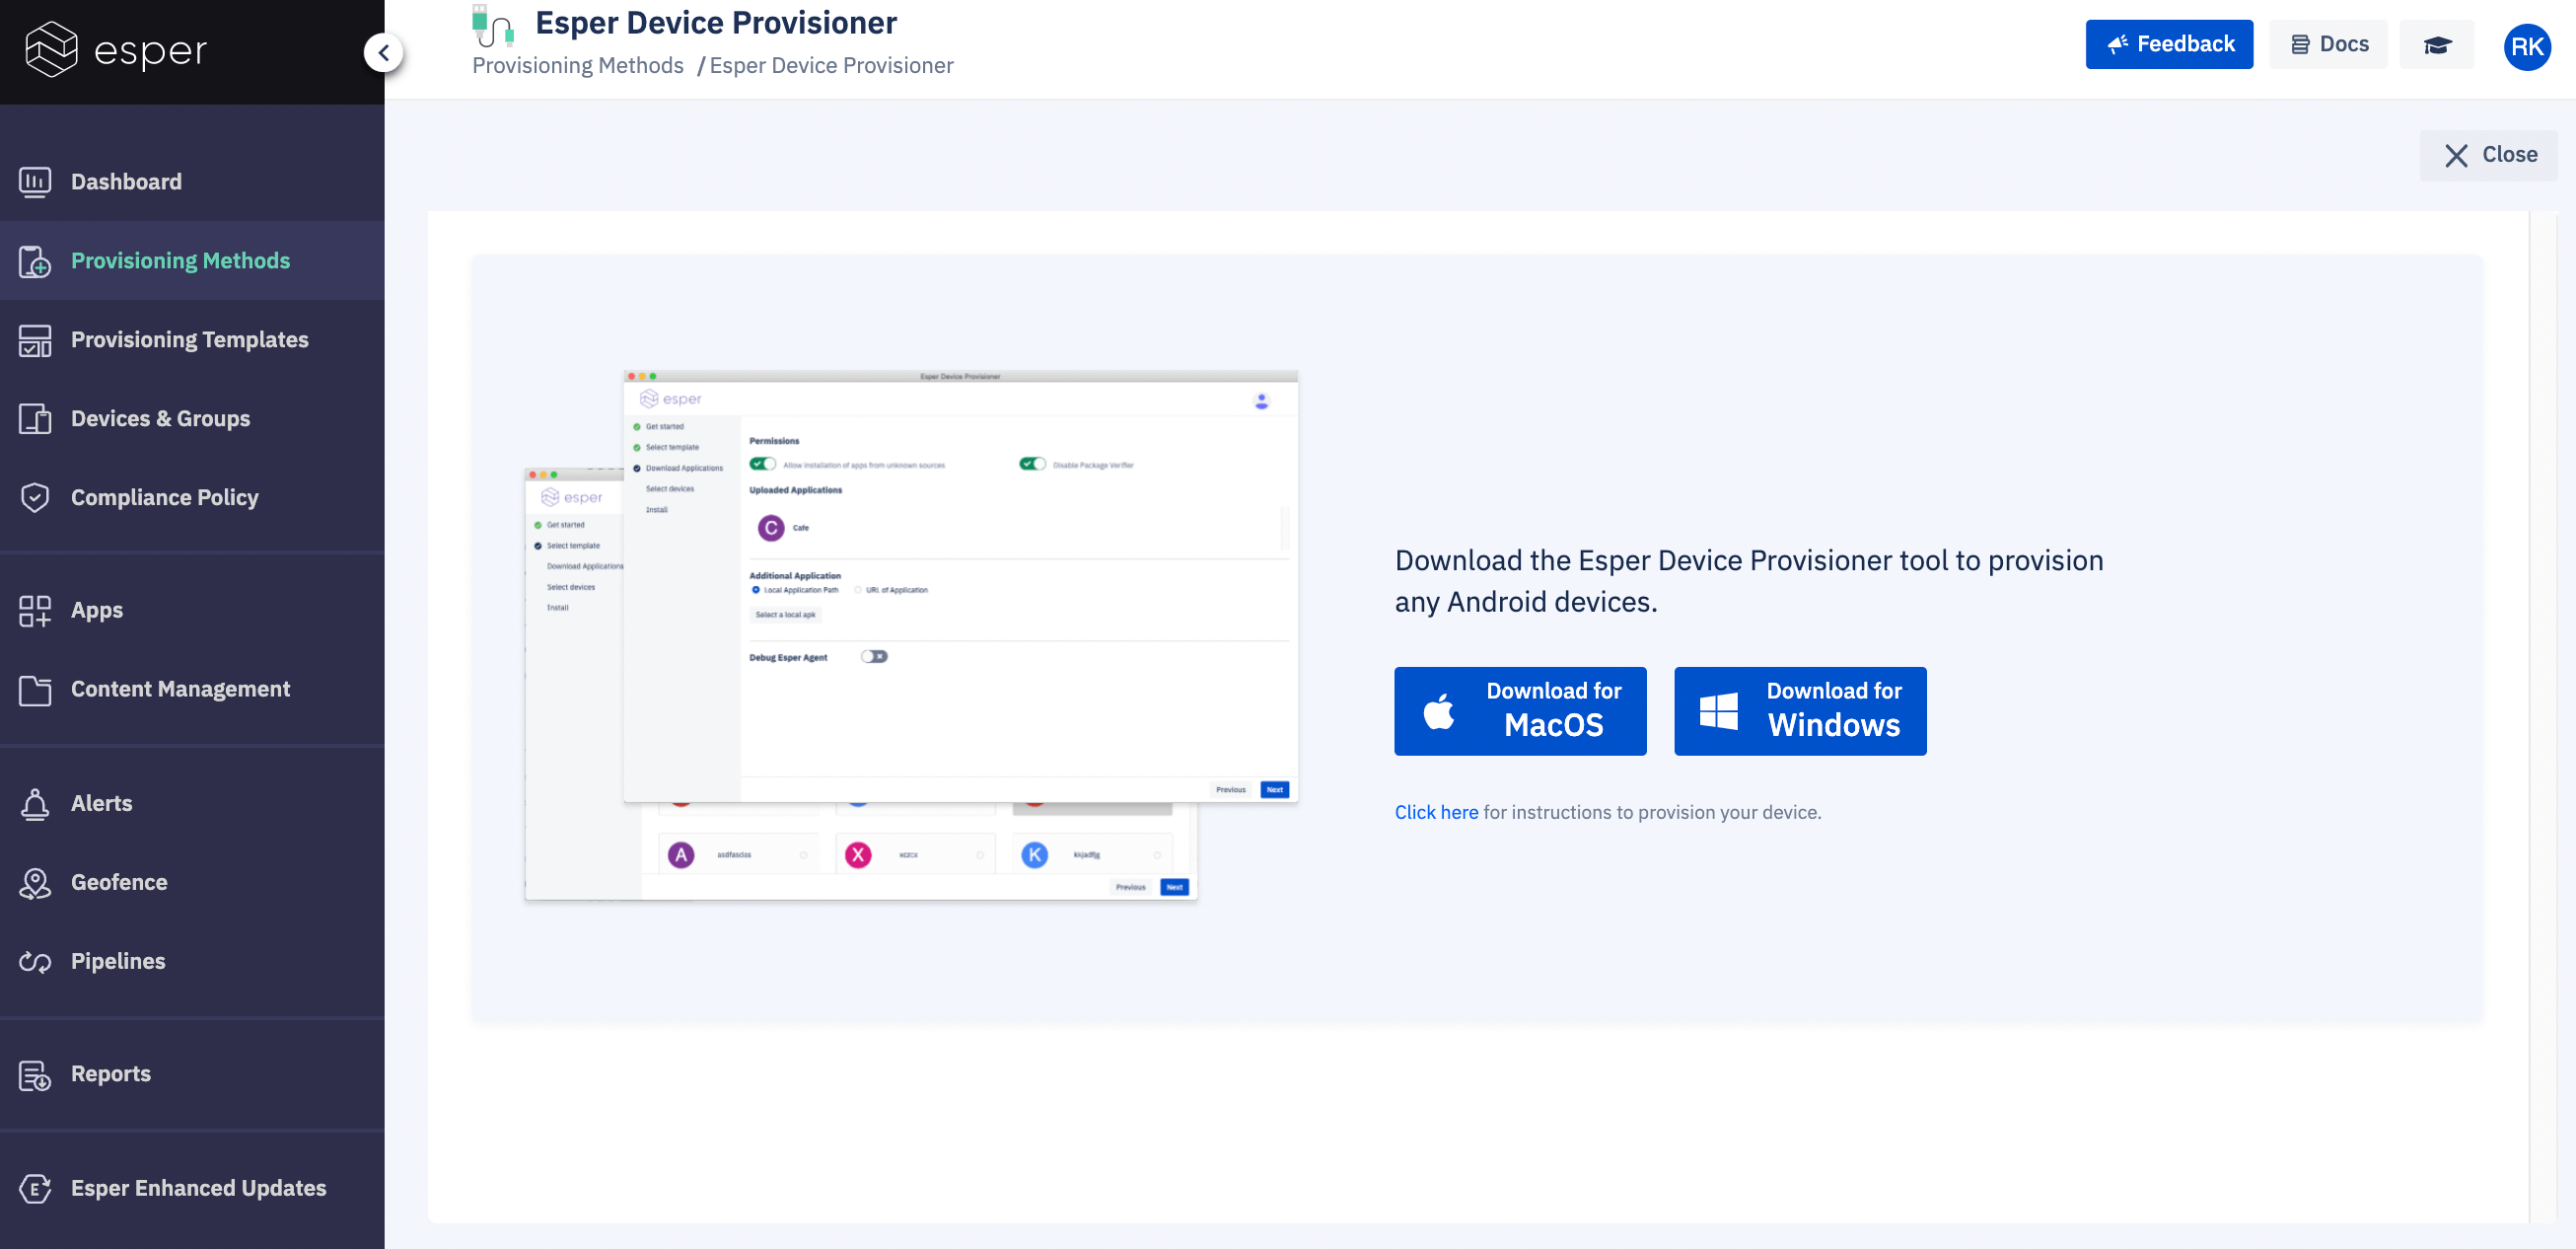 esper
Dashboard
Provisioning Methods
Provisioning Templates
Devices & Groups
Compliance Policy
Apps
Content Management
Alerts
Geofence
Pipelines
Reports
Esper Enhanced Updates
Esper Device Provisioner
Provisioning Methods / Esper Device Provisioner
Feedback
Docs
RK
Close
Esper Device Provisioner
esper
Get started
Select template
Download Applications
Select devices
Install
Permissions
Allow installation of apps from unknown sources
Disable Package Verifier
Uploaded Applications
C
Cafe
Additional Application
Local Application Path
URL of Application
Select a local apk
Debug Esper Agent
Previous
Next
esper
Get started
Select template
Download Applications
Select devices
Install
A
X
K
Previous
Next
Download the Esper Device Provisioner tool to provision
any Android devices.
Download for
MacOS
Download for
Windows
Click here for instructions to provision your device.